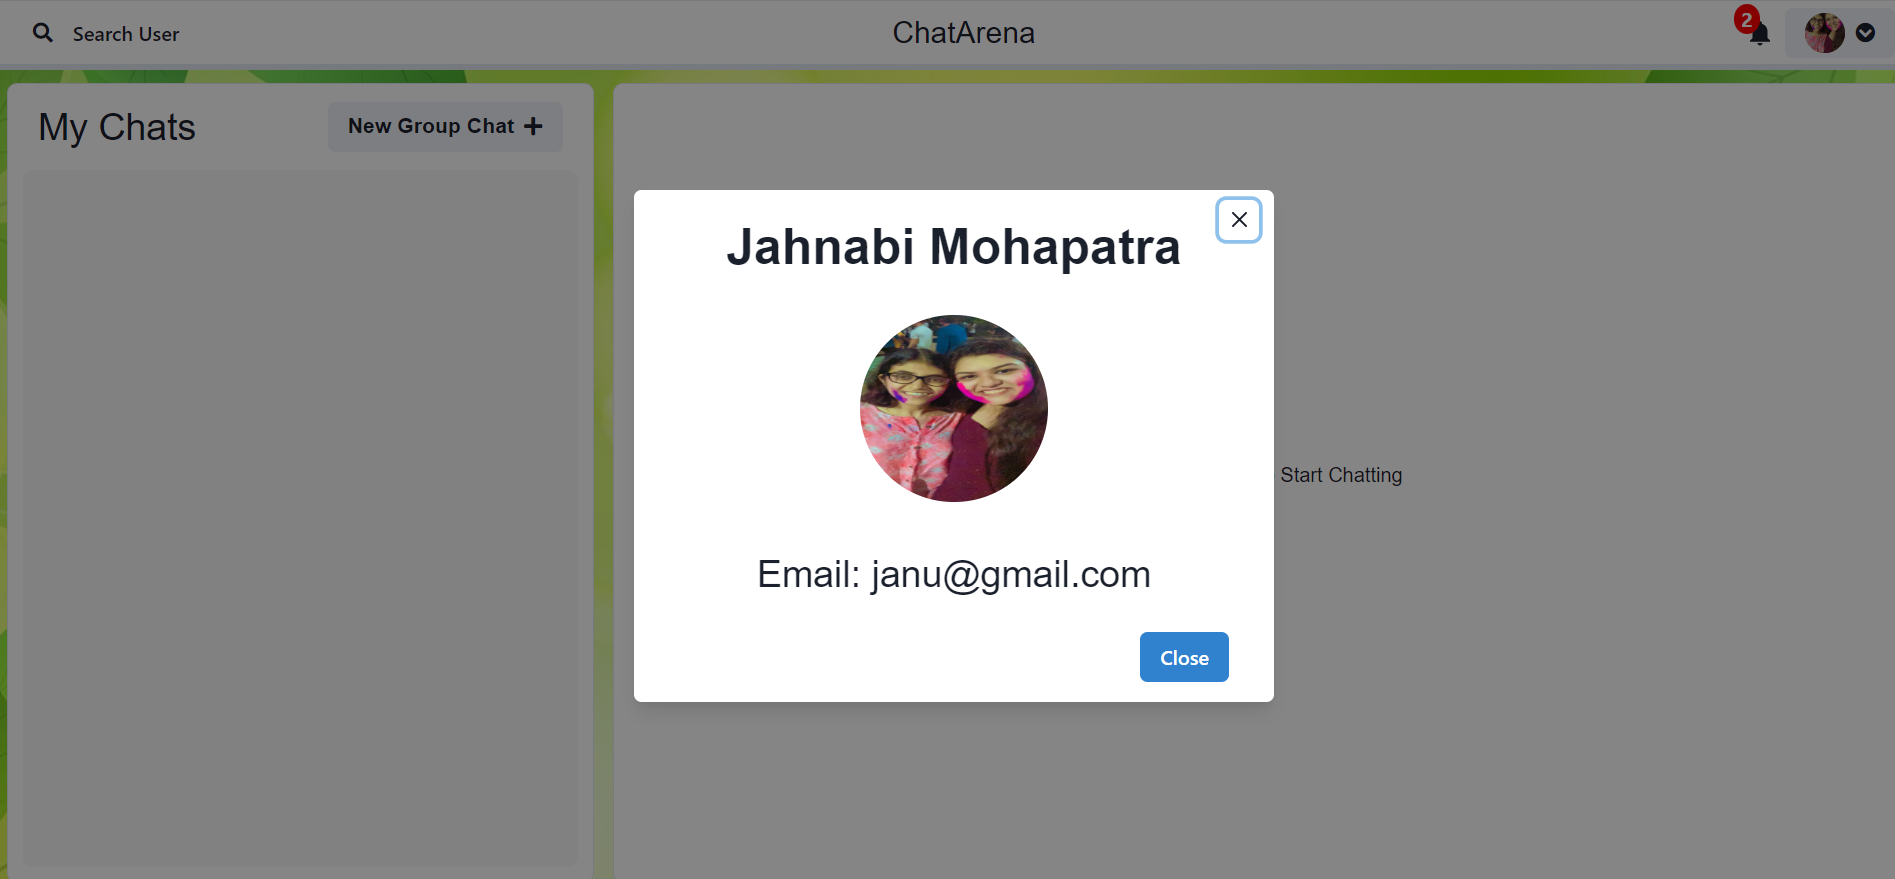 Search User
ChatArena
2
My Chats
New Group Chat
Jahnabi Mohapatra
Start Chatting
Email: janu@gmail.com
Close